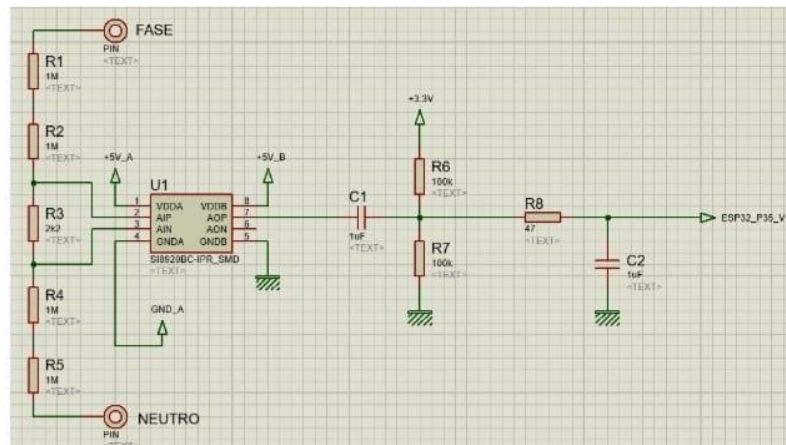 FASE
PIN
<TEXT>
R1
1M
<TEXT>
R2
1M
<TEXT>
R3
2k2
<TEXT>
R4
1M
<TEXT>
R5
1M
<TEXT>
NEUTRO
PIN
<TEXT>
+5V_A
U1
+5V_B
1 VDDA VDDB 8
2 AIP AOP 7
3 AIN AON 6
4 GNDA GNDB 5
SI8920BC-IPR_SMD
<TEXT>
GND_A
C1
1uF
<TEXT>
+3.3V
R6
100k
<TEXT>
R7
100k
<TEXT>
R8
47
<TEXT>
C2
1uF
<TEXT>
ESP32_P35_V